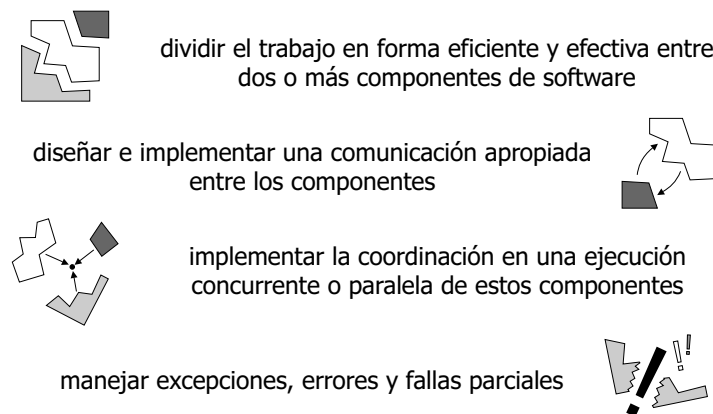 dividir el trabajo en forma eficiente y efectiva entre
dos o más componentes de software
diseñar e implementar una comunicación apropiada
entre los componentes
implementar la coordinación en una ejecución
concurrente o paralela de estos componentes
manejar excepciones, errores y fallas parciales